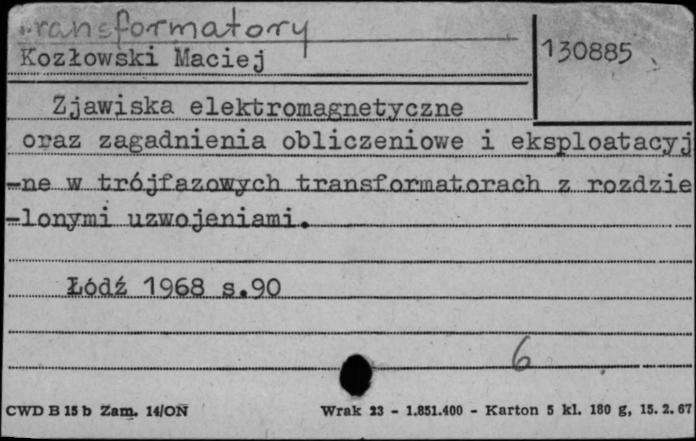 Transformatory
Kozłowski Maciej
130885
Zjawiska elektromagnetyczne
oraz zagadnienia obliczeniowe i eksploatacyj
-ne w trójfazowych transformatorach z rozdzie
-lonymi uzwojeniami.
Łódź 1968 s.90
6
CWD B 15 b Zam. 14/ON Wrak 23 - 1.851.400 - Karton 5 kl. 180 g, 15. 2. 67